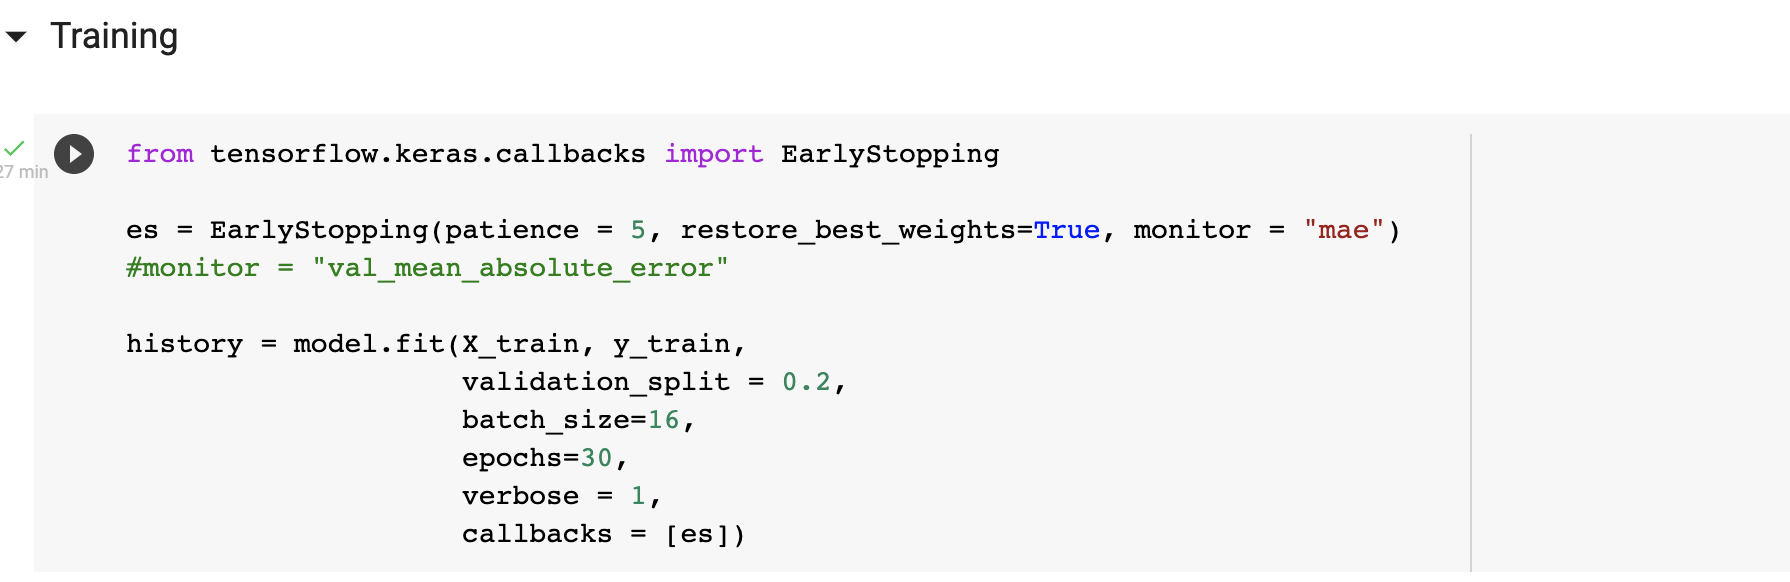 Training
27 min
from tensorflow.keras.callbacks import EarlyStopping
es = EarlyStopping(patience = 5, restore_best_weights=True, monitor = "mae")
#monitor = "val_mean_absolute_error"
history = model.fit(X_train, y_train,
validation_split = 0.2,
batch_size=16,
epochs=30,
verbose = 1,
callbacks = [es])